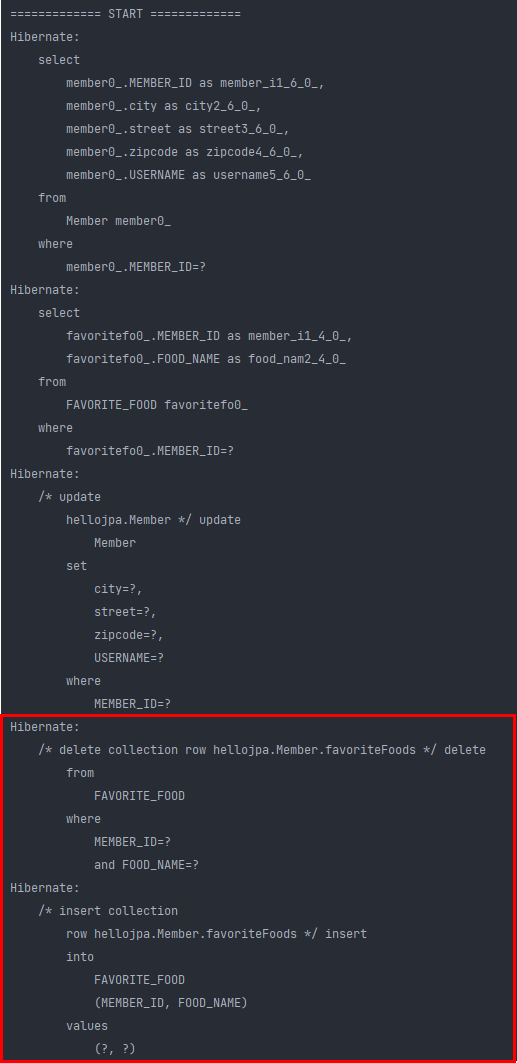 ============= START =============
Hibernate:
    select
        member0_.MEMBER_ID as member_i1_6_0_,
        member0_.city as city2_6_0_,
        member0_.street as street3_6_0_,
        member0_.zipcode as zipcode4_6_0_,
        member0_.USERNAME as username5_6_0_
    from
        Member member0_
    where
        member0_.MEMBER_ID=?
Hibernate:
    select
        favoritefo0_.MEMBER_ID as member_i1_4_0_,
        favoritefo0_.FOOD_NAME as food_nam2_4_0_
    from
        FAVORITE_FOOD favoritefo0_
    where
        favoritefo0_.MEMBER_ID=?
Hibernate:
    /* update
        hellojpa.Member */ update
            Member
        set
            city=?,
            street=?,
            zipcode=?,
            USERNAME=?
        where
            MEMBER_ID=?
Hibernate:
    /* delete collection row hellojpa.Member.favoriteFoods */ delete
        from
            FAVORITE_FOOD
        where
            MEMBER_ID=?
            and FOOD_NAME=?
Hibernate:
    /* insert collection
        row hellojpa.Member.favoriteFoods */ insert
        into
            FAVORITE_FOOD
            (MEMBER_ID, FOOD_NAME)
        values
            (?, ?)